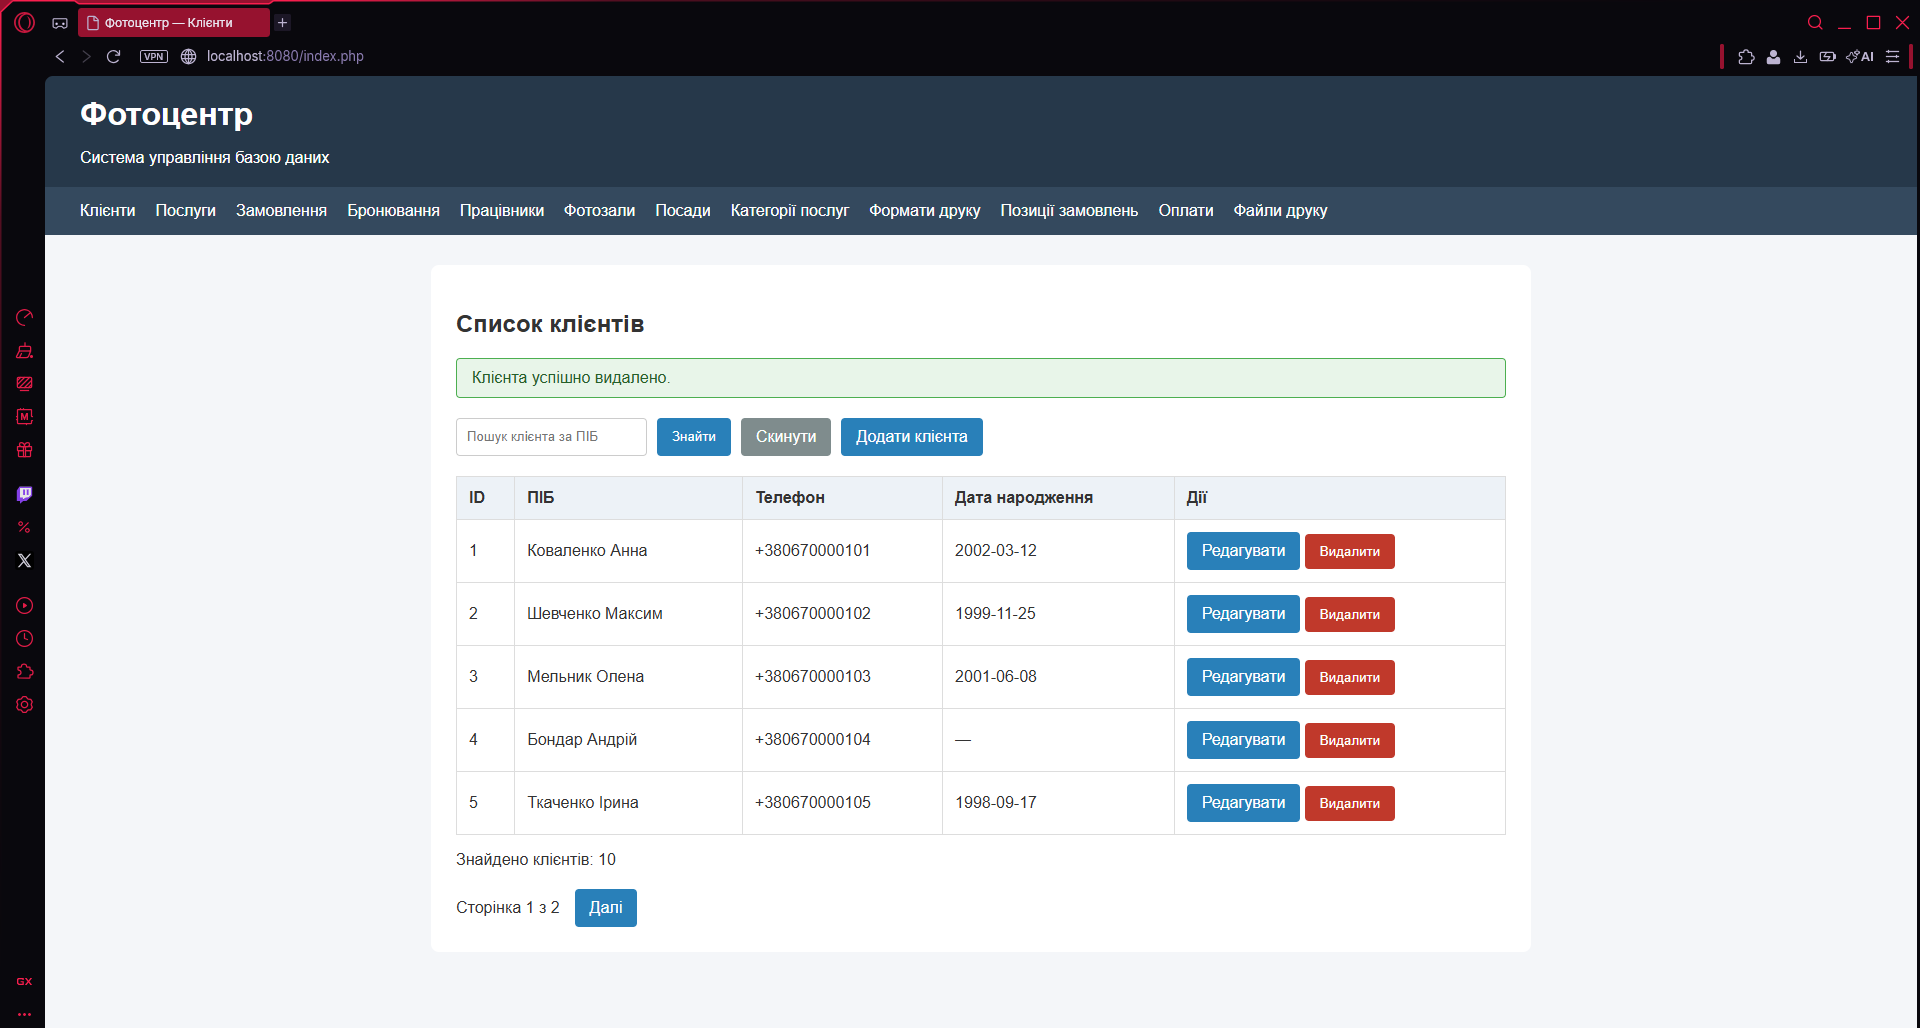 Фотоцентр — Клієнти
VPN localhost:8080/index.php AI
Фотоцентр
Система управління базою даних
Клієнти Послуги Замовлення Бронювання Працівники Фотозали Посади Категорії послуг Формати друку Позиції замовлень Оплати Файли друку
Список клієнтів
Клієнта успішно видалено.
Пошук клієнта за ПІБ Знайти Скинути Додати клієнта
ID ПІБ Телефон Дата народження Дії
1 Коваленко Анна +380670000101 2002-03-12 Редагувати Видалити
2 Шевченко Максим +380670000102 1999-11-25 Редагувати Видалити
3 Мельник Олена +380670000103 2001-06-08 Редагувати Видалити
4 Бондар Андрій +380670000104 — Редагувати Видалити
5 Ткаченко Ірина +380670000105 1998-09-17 Редагувати Видалити
Знайдено клієнтів: 10
Сторінка 1 з 2 Далі
M
GX